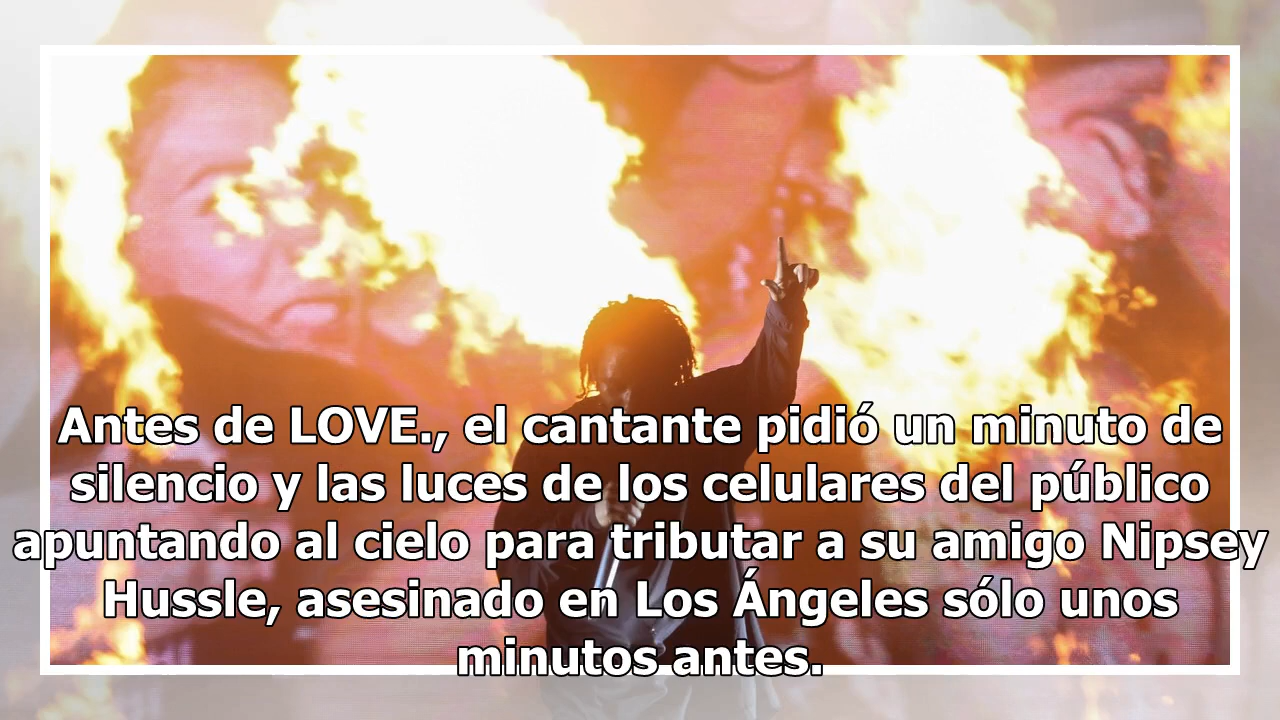 Antes de LOVE., el cantante pidió un minuto de
silencio y las luces de los celulares del público
apuntando al cielo para tributar a su amigo Nipsey
Hussle, asesinado en Los Ángeles sólo unos
minutos antes.